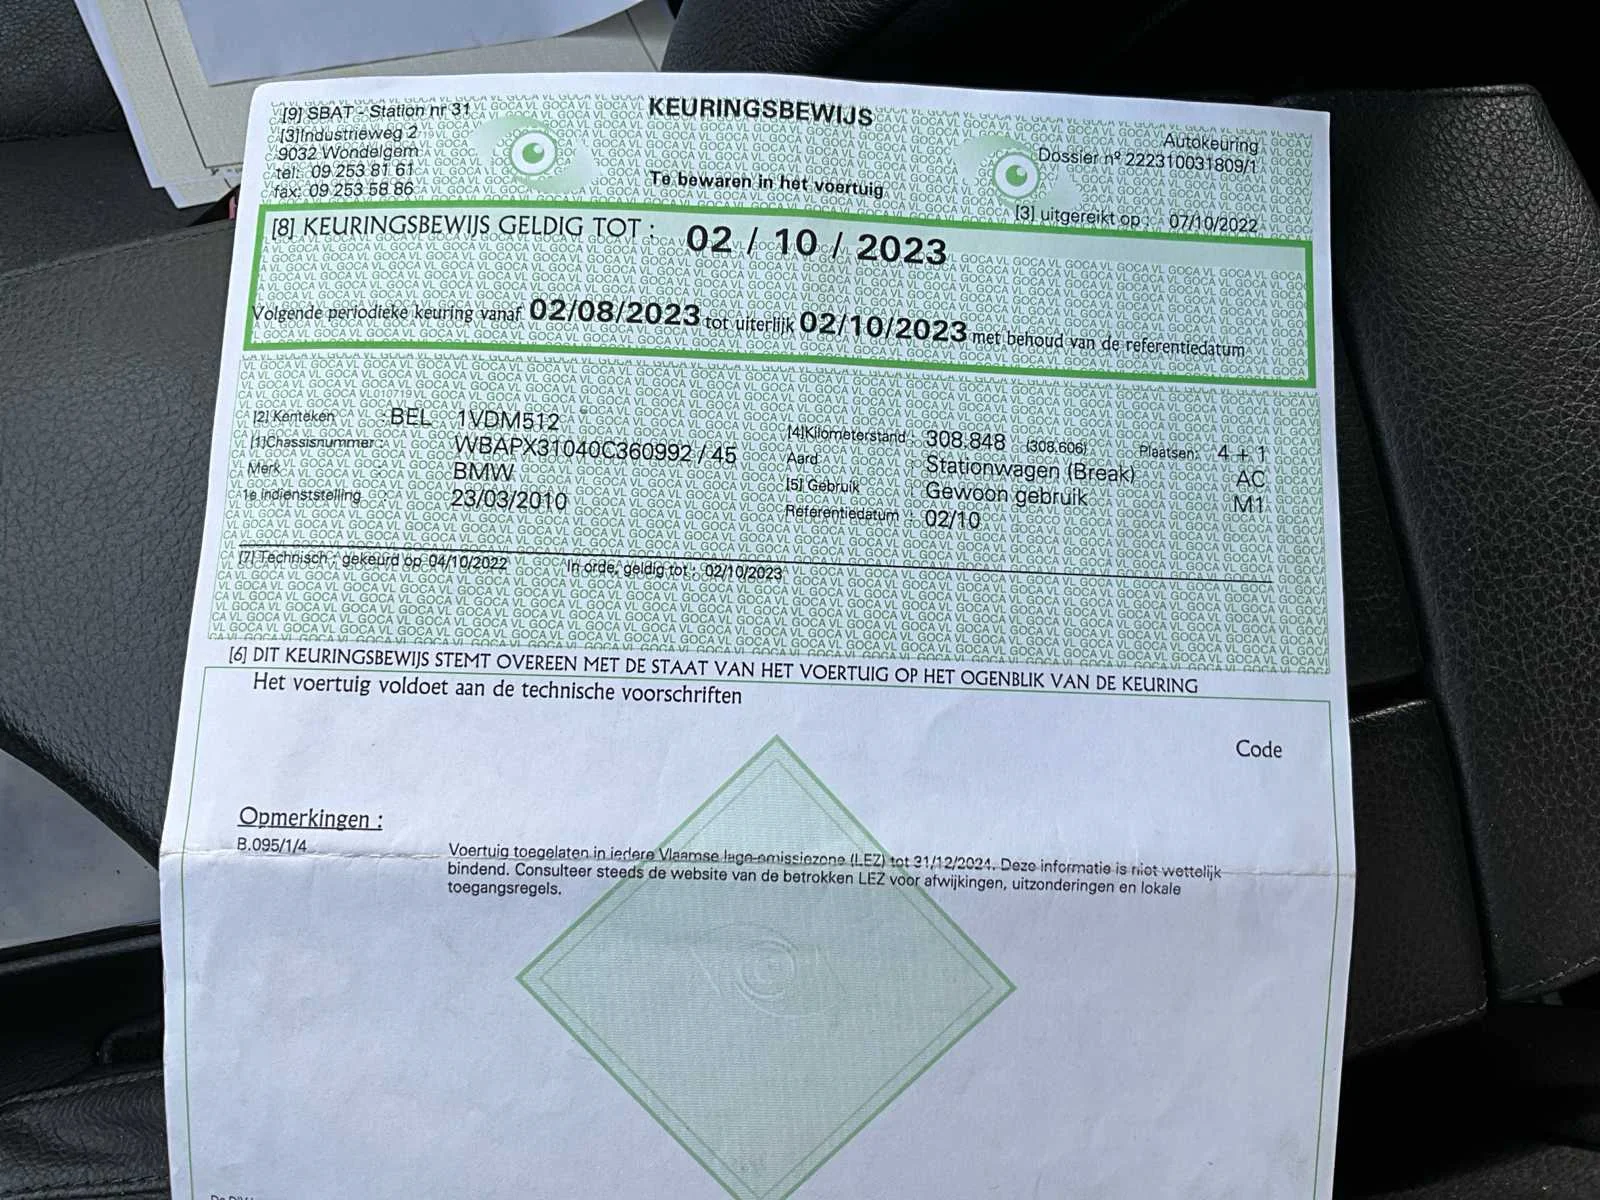 [9] SBAT - Station nr 31
[3]Industrieweg 2
9032 Wondelgem
tel: 09 253 81 61
fax: 09 253 58 86
KEURINGSBEWIJS
Te bewaren in het voertuig
Autokeuring
Dossier nº 222310031809/1
[3] uitgereikt op : 07/10/2022
[8] KEURINGSBEWIJS GELDIG TOT : 02 / 10 / 2023
Volgende periodieke keuring vanaf 02/08/2023 tot uiterlijk 02/10/2023 met behoud van de referentiedatum
[2] Kenteken : BEL 1VDM512
[1]Chassisnummer : WBAPX31040C360992 / 45
Merk BMW
1e indienststelling 23/03/2010
[4]Kilometerstand : 308.848 (308.606) Plaatsen: 4 + 1
Aard : Stationwagen (Break) AC
[5] Gebruik : Gewoon gebruik M1
Referentiedatum : 02/10
[7] Technisch : gekeurd op 04/10/2022 In orde, geldig tot : 02/10/2023
[6] DIT KEURINGSBEWIJS STEMT OVEREEN MET DE STAAT VAN HET VOERTUIG OP HET OGENBLIK VAN DE KEURING
Het voertuig voldoet aan de technische voorschriften
Code
Opmerkingen :
B.095/1/4 Voertuig toegelaten in iedere Vlaamse lage-emissiezone (LEZ) tot 31/12/2024. Deze informatie is niet wettelijk
bindend. Consulteer steeds de website van de betrokken LEZ voor afwijkingen, uitzonderingen en lokale
toegangsregels.